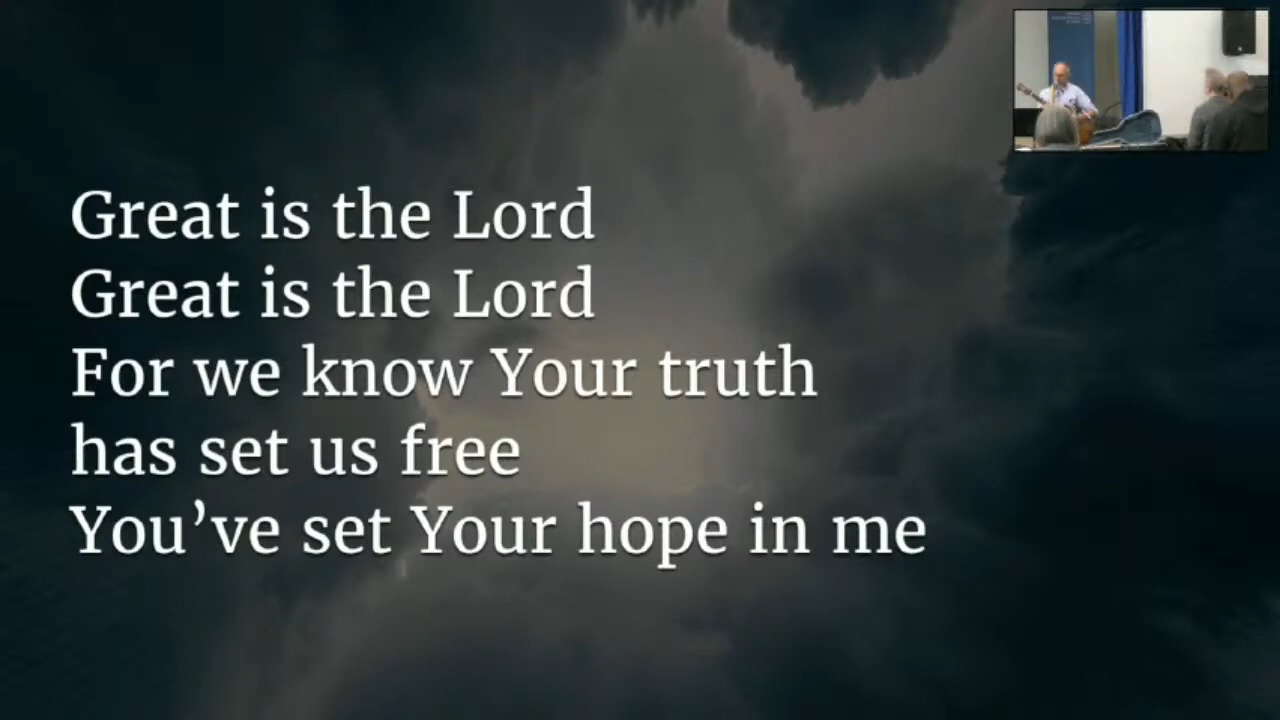 Great is the Lord
Great is the Lord
For we know Your truth
has set us free
You’ve set Your hope in me